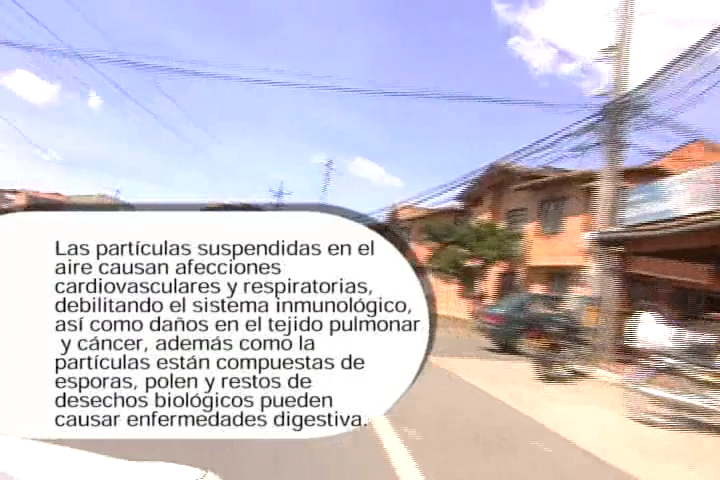 Las partículas suspendidas en el
aire causan afecciones
cardiovasculares y respiratorias,
debilitando el sistema inmunológico,
así como daños en el tejido pulmonar
y cáncer, además como la
partículas están compuestas de
esporas, polen y restos de
desechos biológicos pueden
causar enfermedades digestiva.